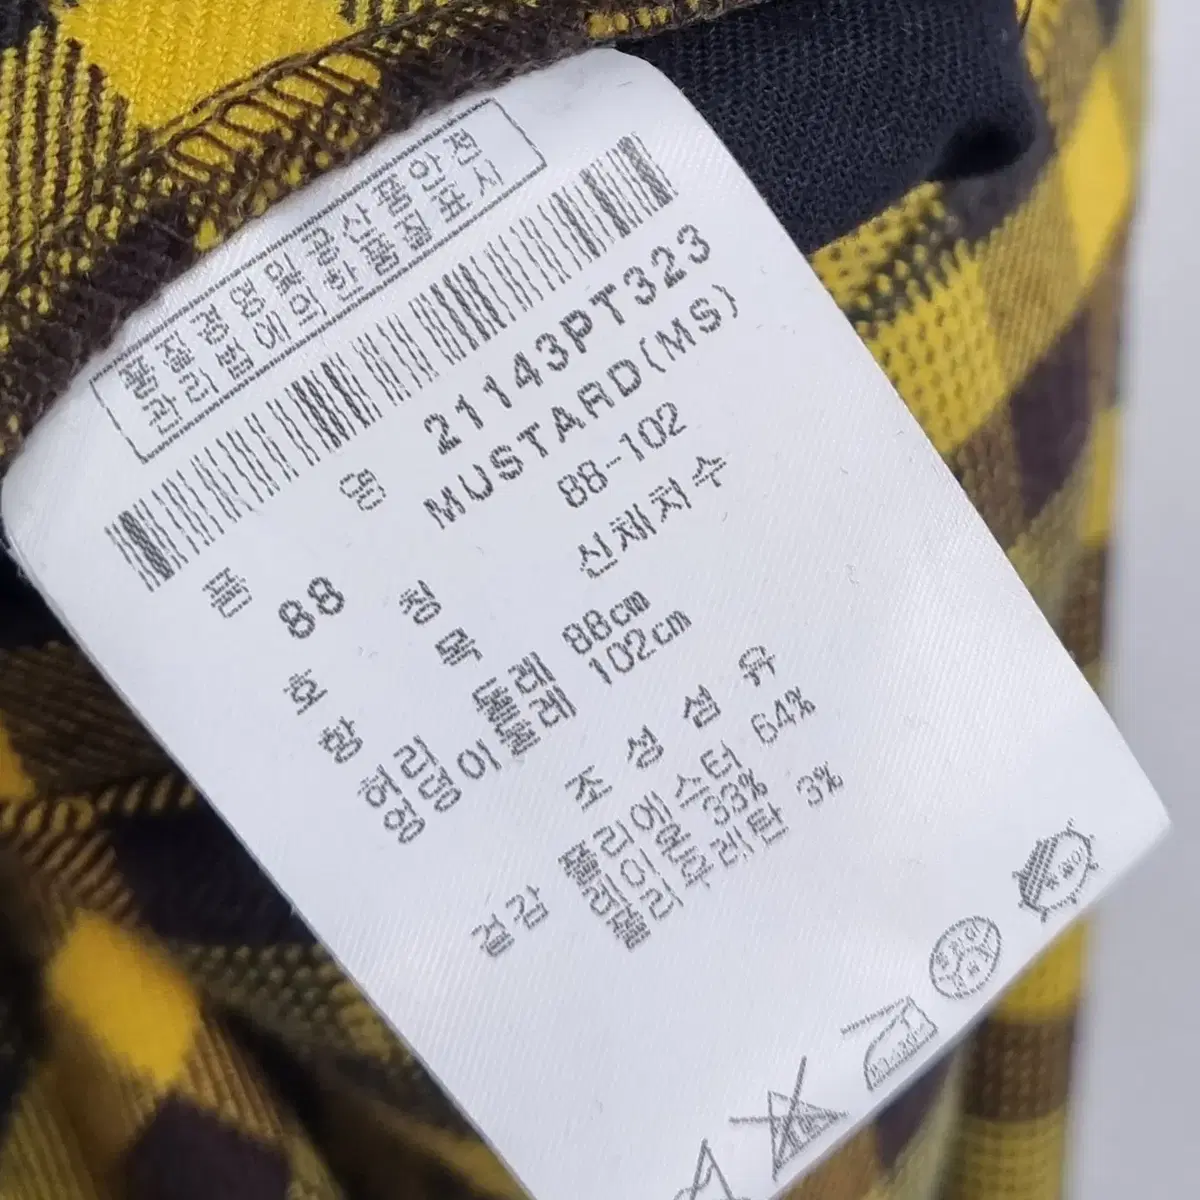 품질경영 및 공산품안전
관리법에 의한 품질표시
품 명 21143PT323
MUSTARD(MS)
호 칭 88 88-102
항 목 신체치수
허리둘레 88cm
엉덩이둘레 102cm
조성섬유
겉감 폴리에스터 64%
레이온 33%
폴리우레탄 3%